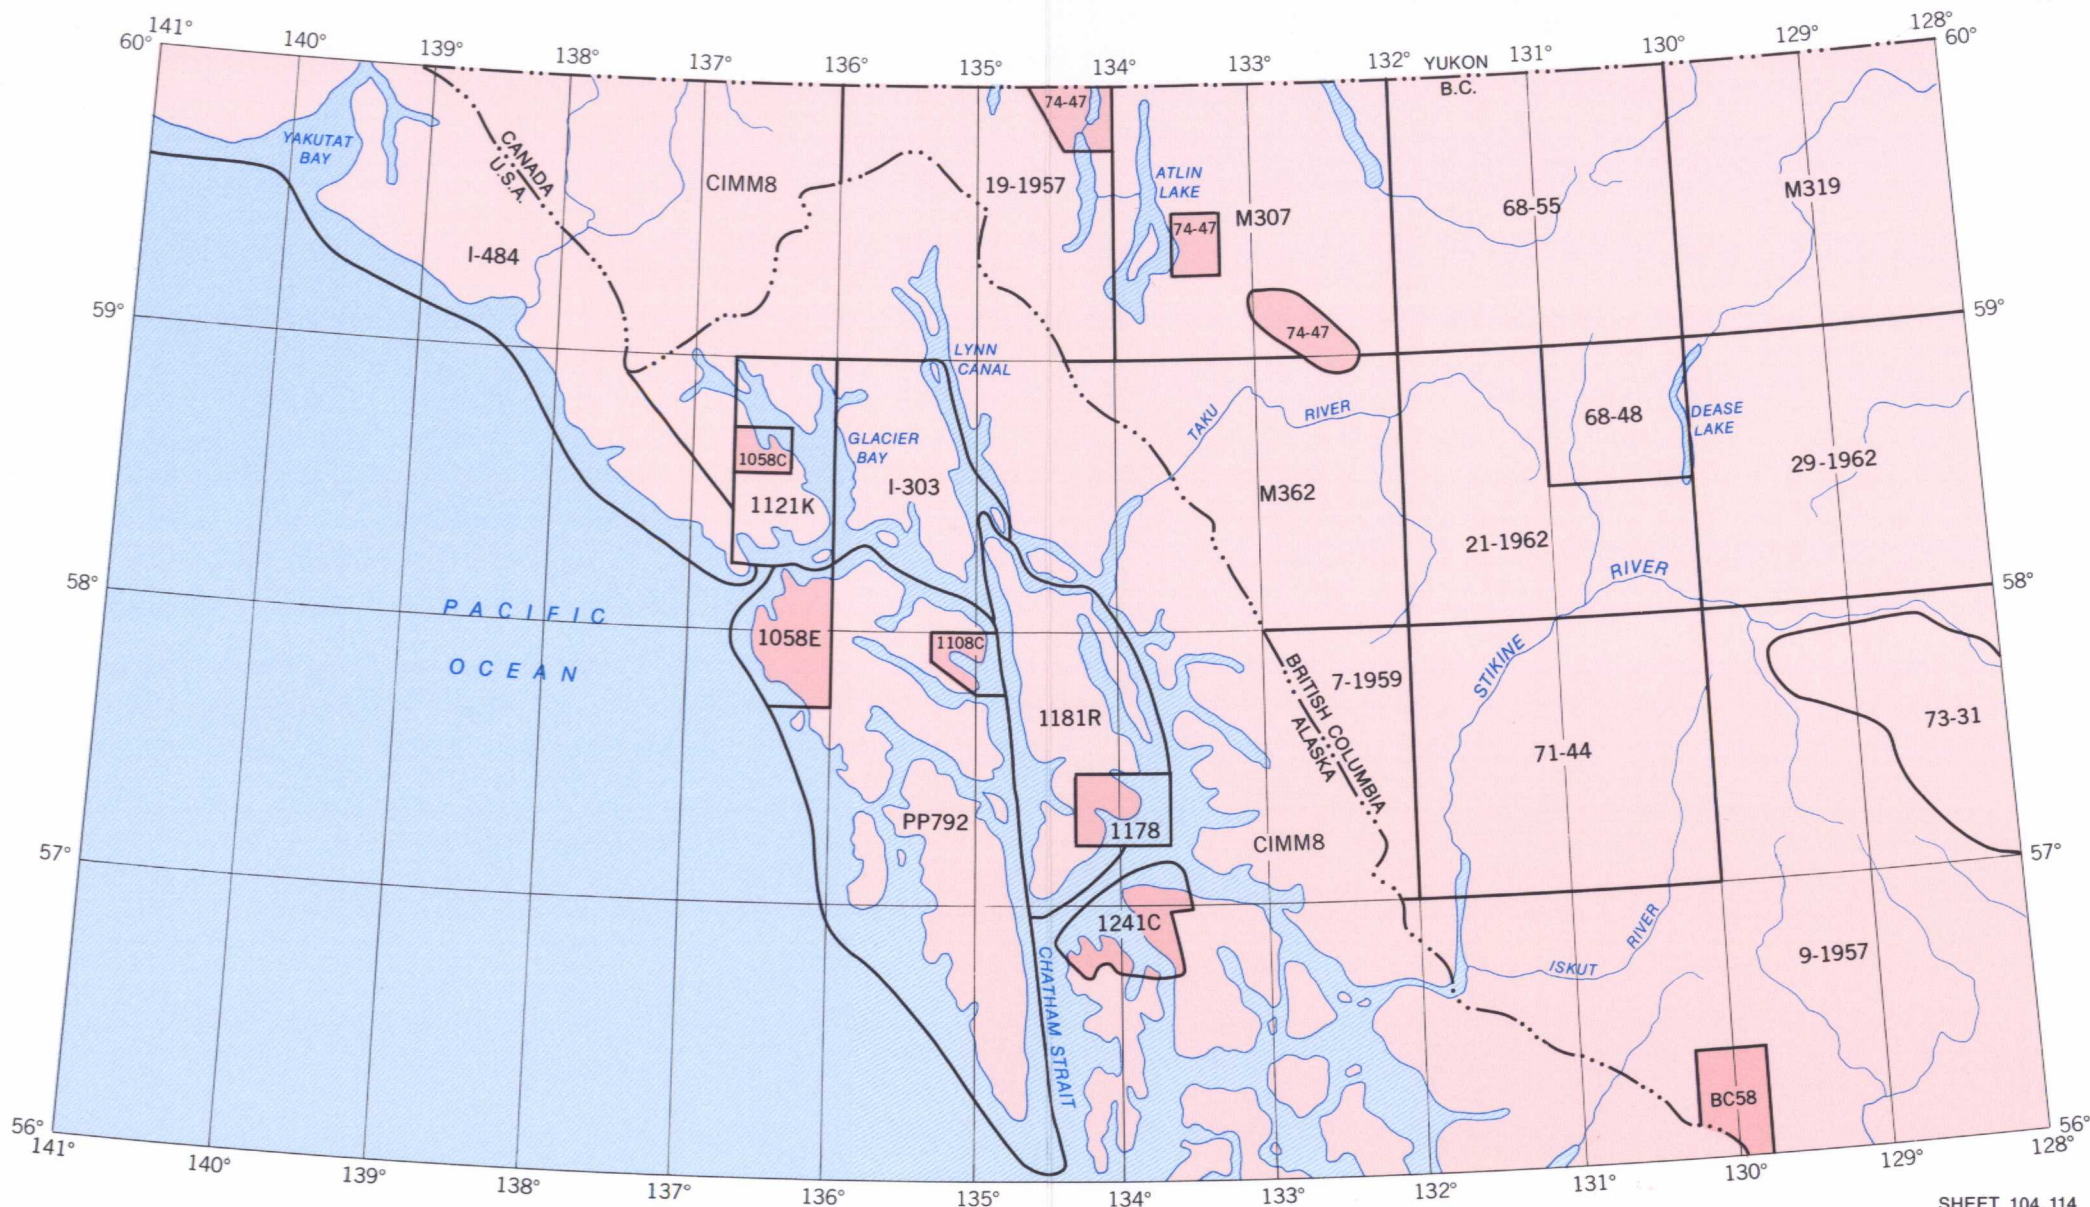 141°
140°
139°
138°
137°
136°
135°
134°
133°
132°
YUKON
B.C.
131°
130°
129°
128°
60°
60°
YAKUTAT
BAY
CANADA
U.S.A.
CIMM8
19-1957
74-47
ATLIN
LAKE
74-47
M307
68-55
M319
I-484
59°
59°
74-47
LYNN
CANAL
TAKU
RIVER
68-48
DEASE
LAKE
1058C
GLACIER
BAY
I-303
1121K
M362
21-1962
29-1962
58°
58°
RIVER
STIKINE
PACIFIC
OCEAN
1058E
1108C
1181R
BRITISH COLUMBIA
ALASKA
7-1959
71-44
73-31
PP792
1178
CIMM8
57°
57°
1241C
CHATHAM STRAIT
ISKUT
RIVER
9-1957
BC58
56°
56°
141°
140°
139°
138°
137°
136°
135°
134°
133°
132°
131°
130°
129°
128°
SHEET 104, 114